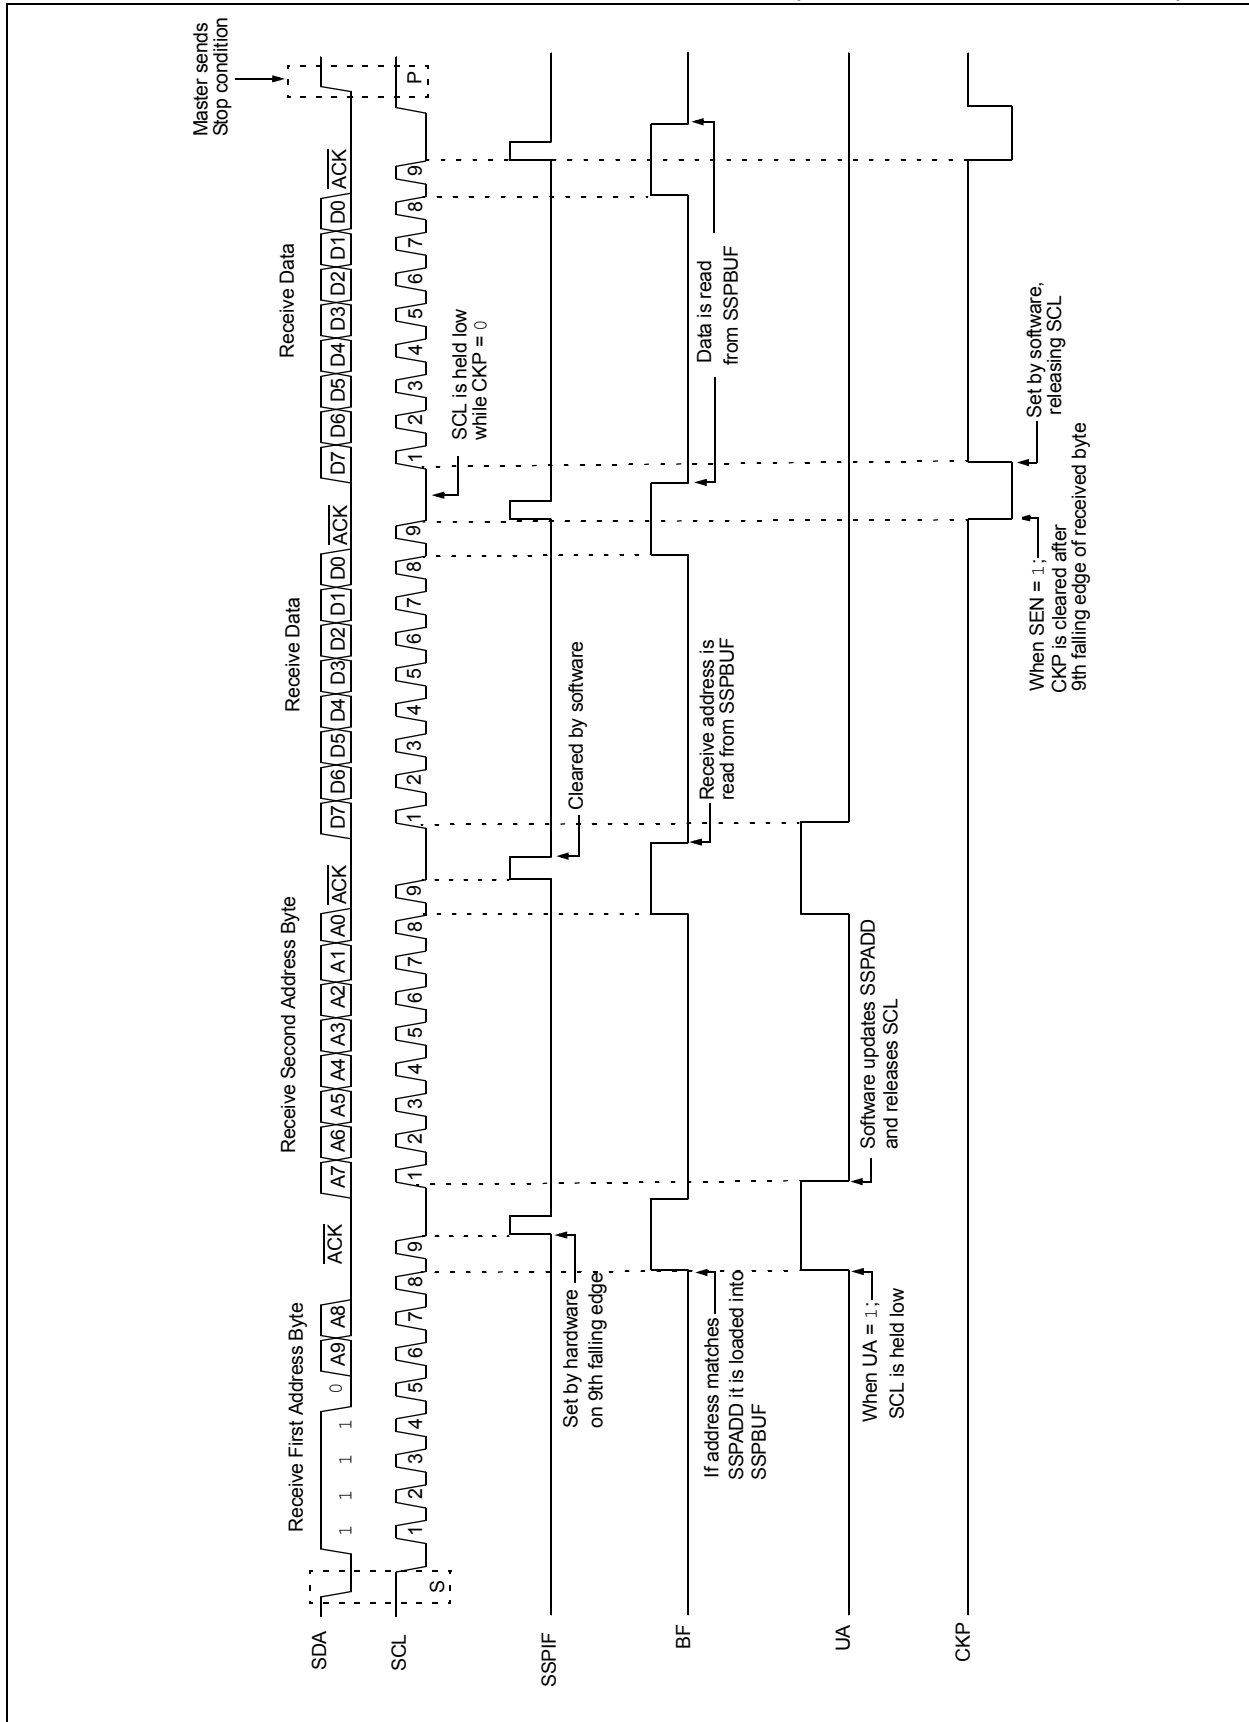 Master sends
Stop condition
Receive First Address Byte
Receive Second Address Byte
Receive Data
Receive Data
SDA
1 1 1 1 0 A9 A8 ACK
A7 A6 A5 A4 A3 A2 A1 A0 ACK
D7 D6 D5 D4 D3 D2 D1 D0 ACK
D7 D6 D5 D4 D3 D2 D1 D0 ACK
SCL
S
1 2 3 4 5 6 7 8 9
1 2 3 4 5 6 7 8 9
1 2 3 4 5 6 7 8 9
1 2 3 4 5 6 7 8 9
P
SCL is held low
while CKP = 0
SSPIF
Set by hardware
on 9th falling edge
Cleared by software
BF
If address matches
SSPADD it is loaded into
SSPBUF
Receive address is
read from SSPBUF
Data is read
from SSPBUF
UA
When UA = 1;
SCL is held low
Software updates SSPADD
and releases SCL
CKP
When SEN = 1;
CKP is cleared after
9th falling edge of received byte
Set by software,
releasing SCL